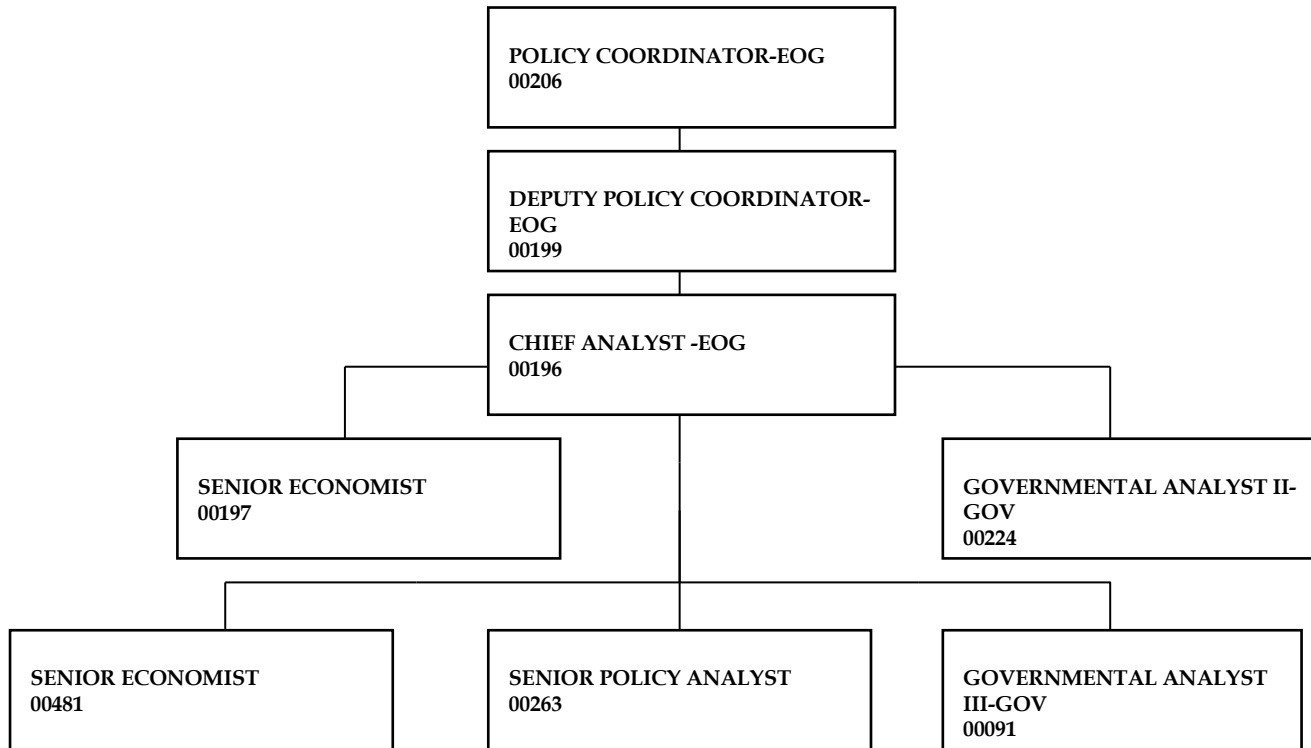 POLICY COORDINATOR-EOG
00206
DEPUTY POLICY COORDINATOR-
EOG
00199
CHIEF ANALYST -EOG
00196
SENIOR ECONOMIST
00197
GOVERNMENTAL ANALYST II-
GOV
00224
SENIOR ECONOMIST
00481
SENIOR POLICY ANALYST
00263
GOVERNMENTAL ANALYST
III-GOV
00091